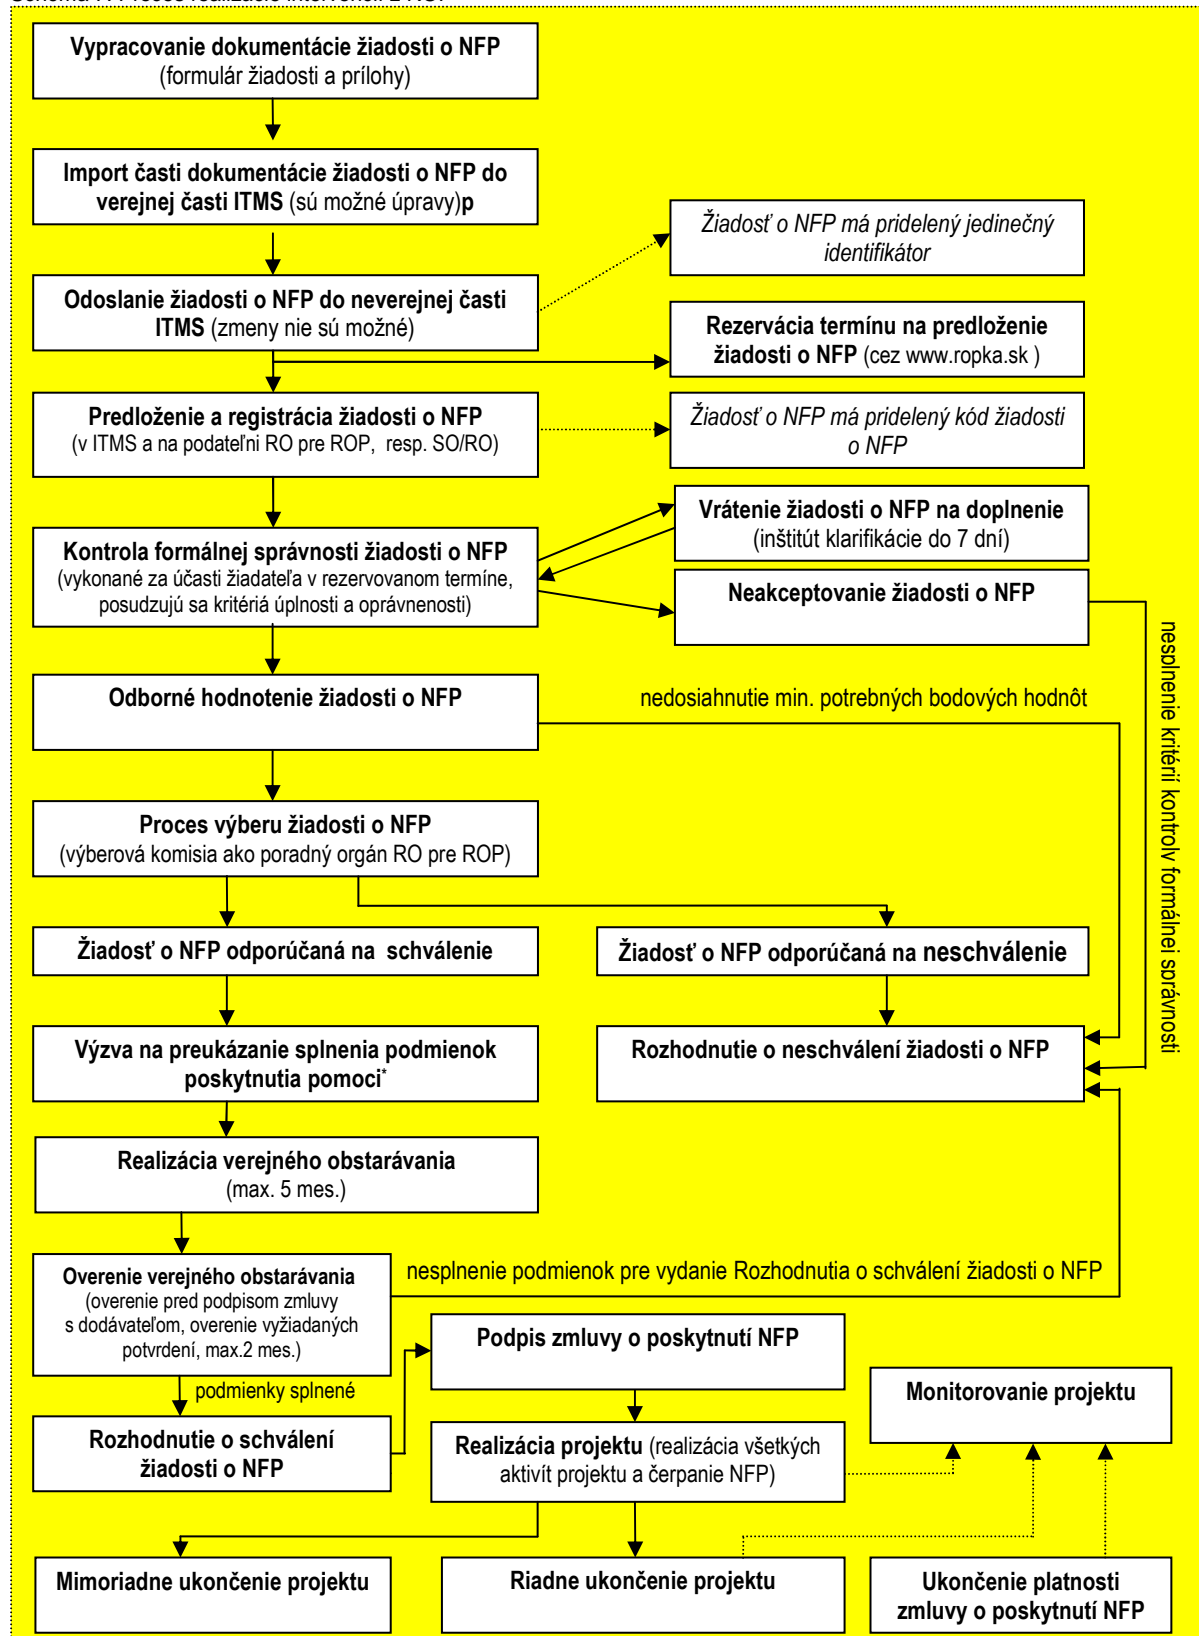 Vypracovanie dokumentácie žiadosti o NFP
(formulár žiadosti a prílohy)
Import časti dokumentácie žiadosti o NFP do
verejnej časti ITMS (sú možné úpravy)p
Žiadosť o NFP má pridelený jedinečný
identifikátor
Odoslanie žiadosti o NFP do neverejnej časti
ITMS (zmeny nie sú možné)
Rezervácia termínu na predloženie
žiadosti o NFP (cez www.ropka.sk )
Predloženie a registrácia žiadosti o NFP
(v ITMS a na podateľni RO pre ROP, resp. SO/RO)
Žiadosť o NFP má pridelený kód žiadosti
o NFP
Vrátenie žiadosti o NFP na doplnenie
(inštitút klarifikácie do 7 dní)
Kontrola formálnej správnosti žiadosti o NFP
(vykonané za účasti žiadateľa v rezervovanom termíne,
posudzujú sa kritériá úplnosti a oprávnenosti)
Neakceptovanie žiadosti o NFP
nesplnenie kritérií kontroly formálnej správnosti
Odborné hodnotenie žiadosti o NFP
nedosiahnutie min. potrebných bodových hodnôt
Proces výberu žiadosti o NFP
(výberová komisia ako poradný orgán RO pre ROP)
Žiadosť o NFP odporúčaná na schválenie
Žiadosť o NFP odporúčaná na neschválenie
Výzva na preukázanie splnenia podmienok
poskytnutia pomoci*
Rozhodnutie o neschválení žiadosti o NFP
Realizácia verejného obstarávania
(max. 5 mes.)
Overenie verejného obstarávania
(overenie pred podpisom zmluvy
s dodávateľom, overenie vyžiadaných
potvrdení, max.2 mes.)
nesplnenie podmienok pre vydanie Rozhodnutia o schválení žiadosti o NFP
Podpis zmluvy o poskytnutí NFP
podmienky splnené
Monitorovanie projektu
Rozhodnutie o schválení
žiadosti o NFP
Realizácia projektu (realizácia všetkých
aktivít projektu a čerpanie NFP)
Mimoriadne ukončenie projektu
Riadne ukončenie projektu
Ukončenie platnosti
zmluvy o poskytnutí NFP